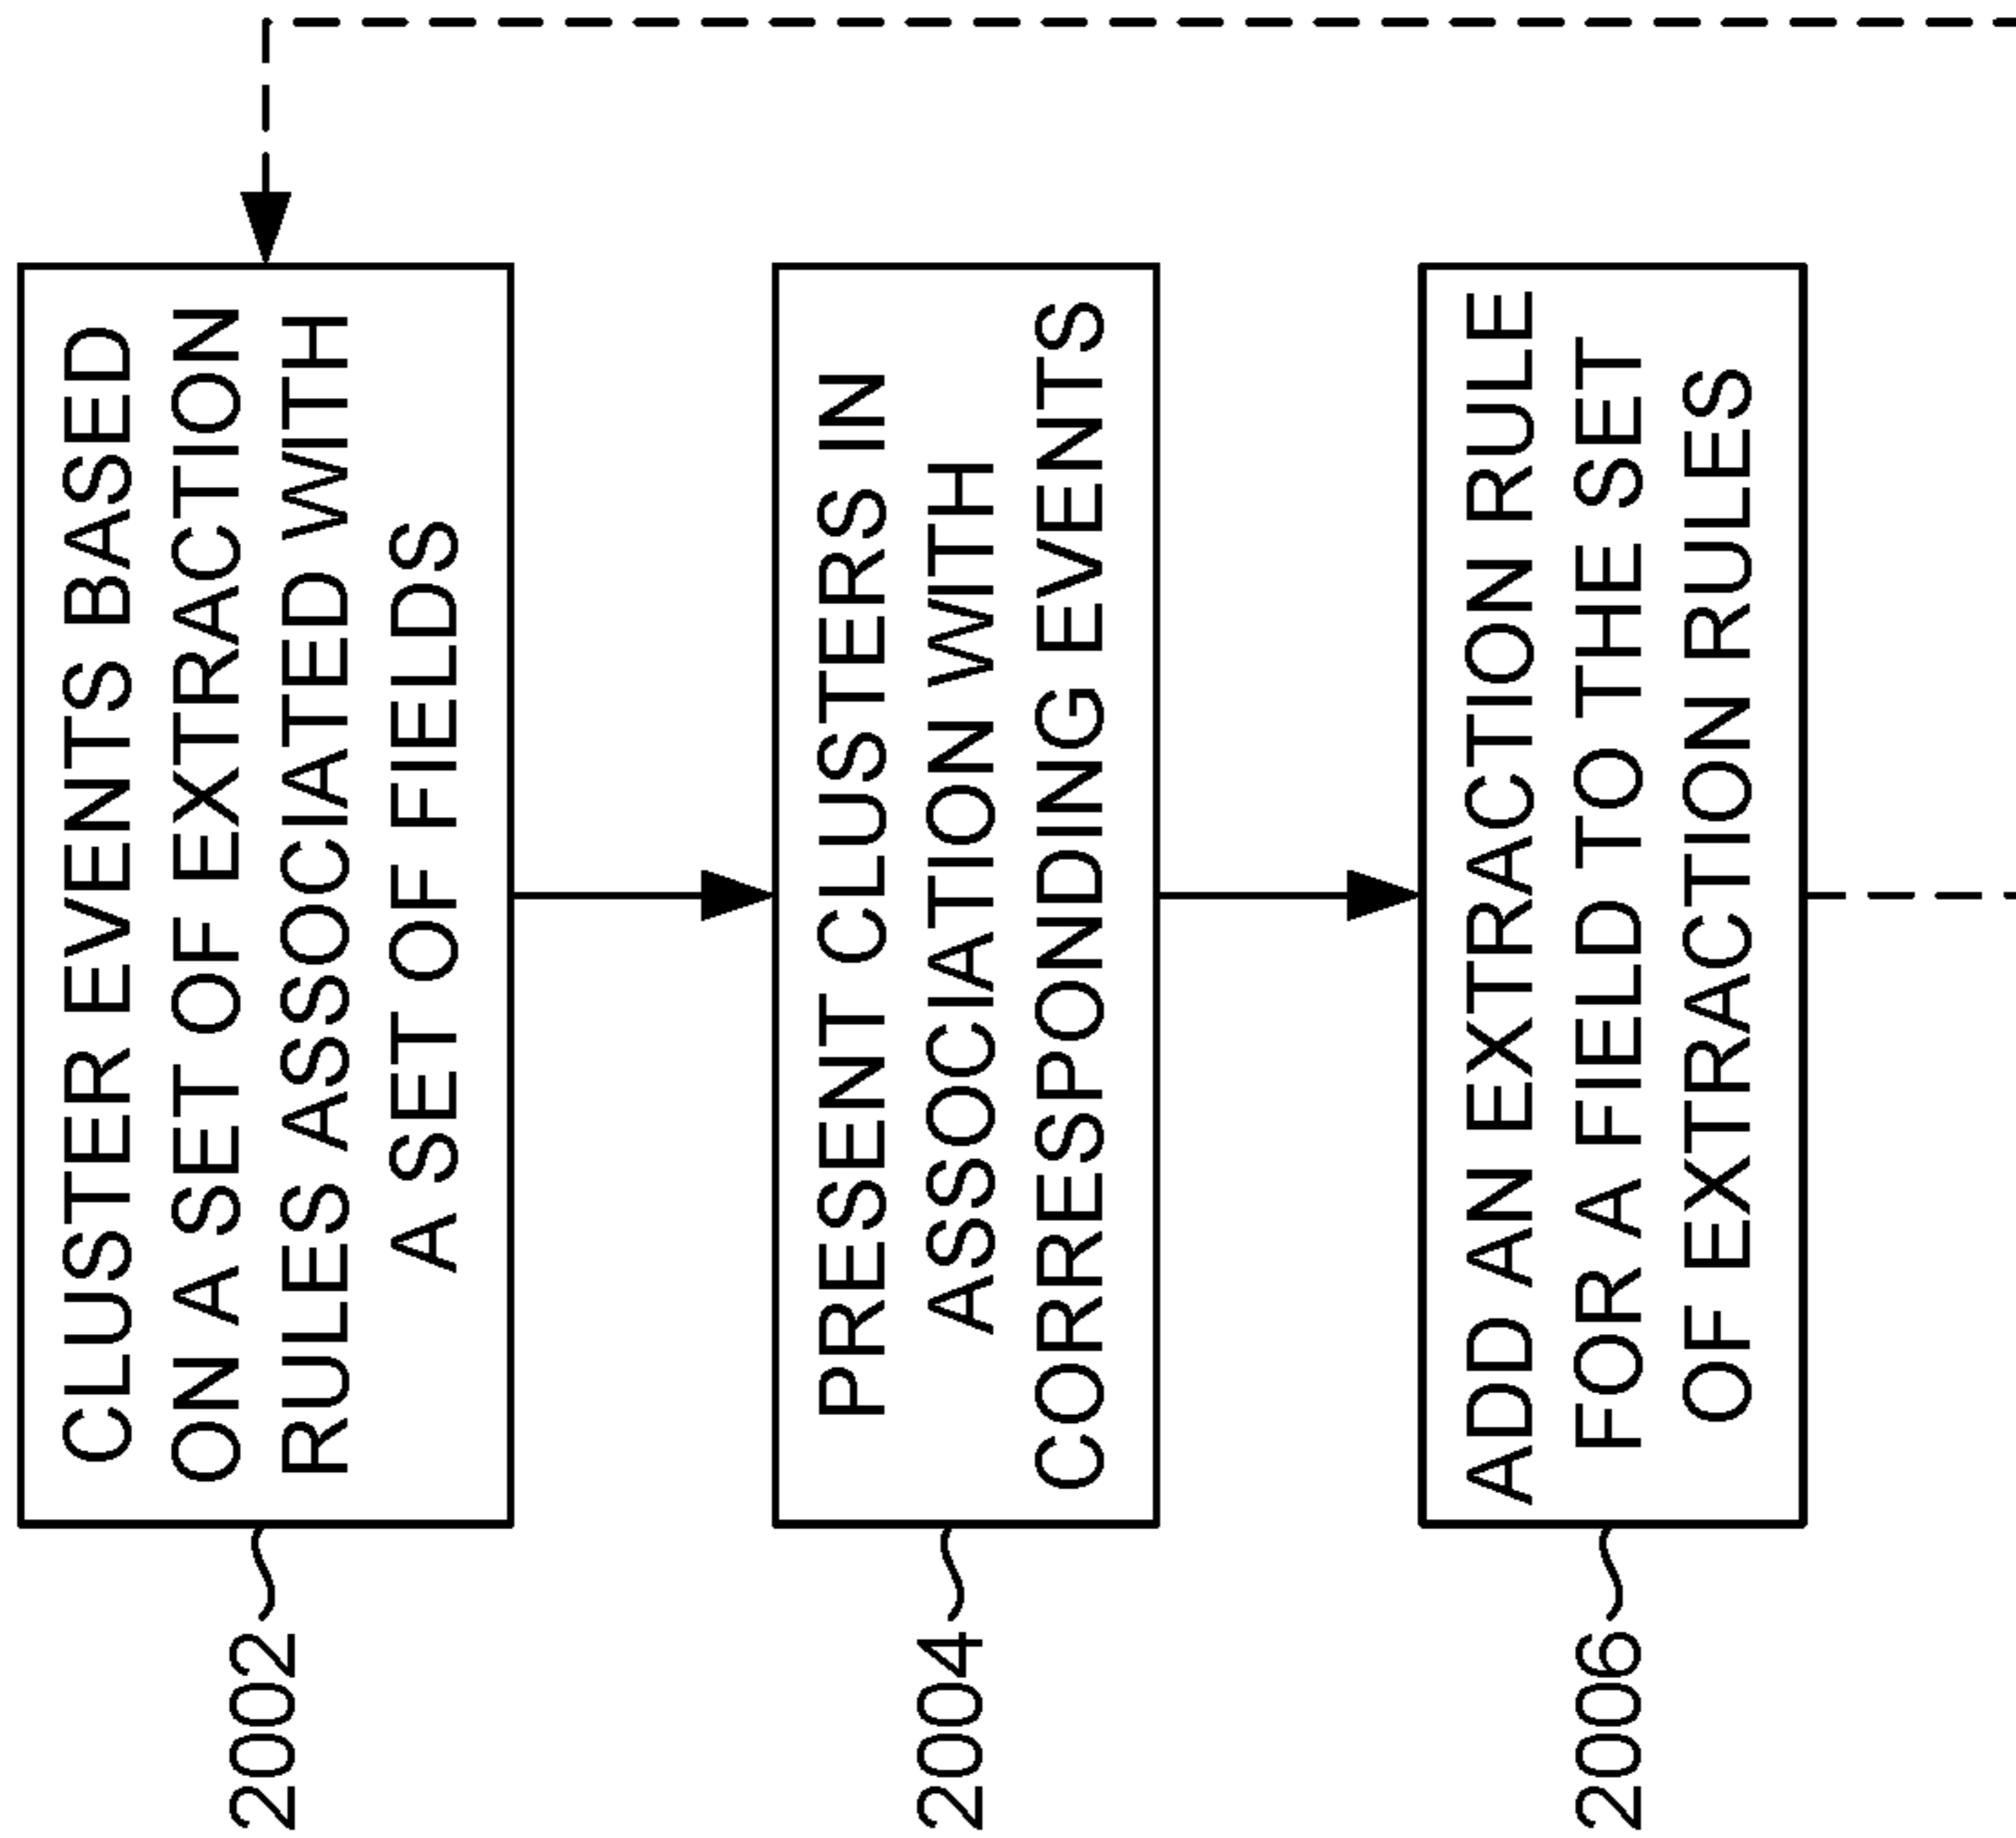 2002
CLUSTER EVENTS BASED
ON A SET OF EXTRACTION
RULES ASSOCIATED WITH
A SET OF FIELDS
2004
PRESENT CLUSTERS IN
ASSOCIATION WITH
CORRESPONDING EVENTS
2006
ADD AN EXTRACTION RULE
FOR A FIELD TO THE SET
OF EXTRACTION RULES